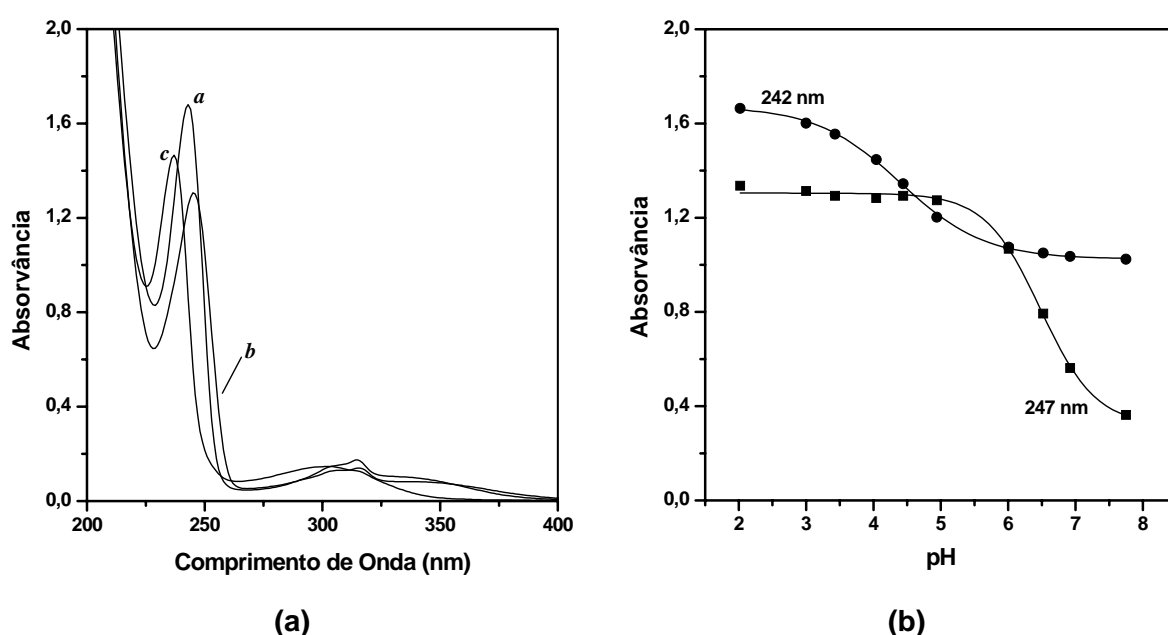 2,0
1,6
1,2
0,8
0,4
0,0
Absorvância
a
c
b
200 250 300 350 400
Comprimento de Onda (nm)
(a)
2,0
1,6
1,2
0,8
0,4
0,0
Absorvância
242 nm
247 nm
2 3 4 5 6 7 8
pH
(b)